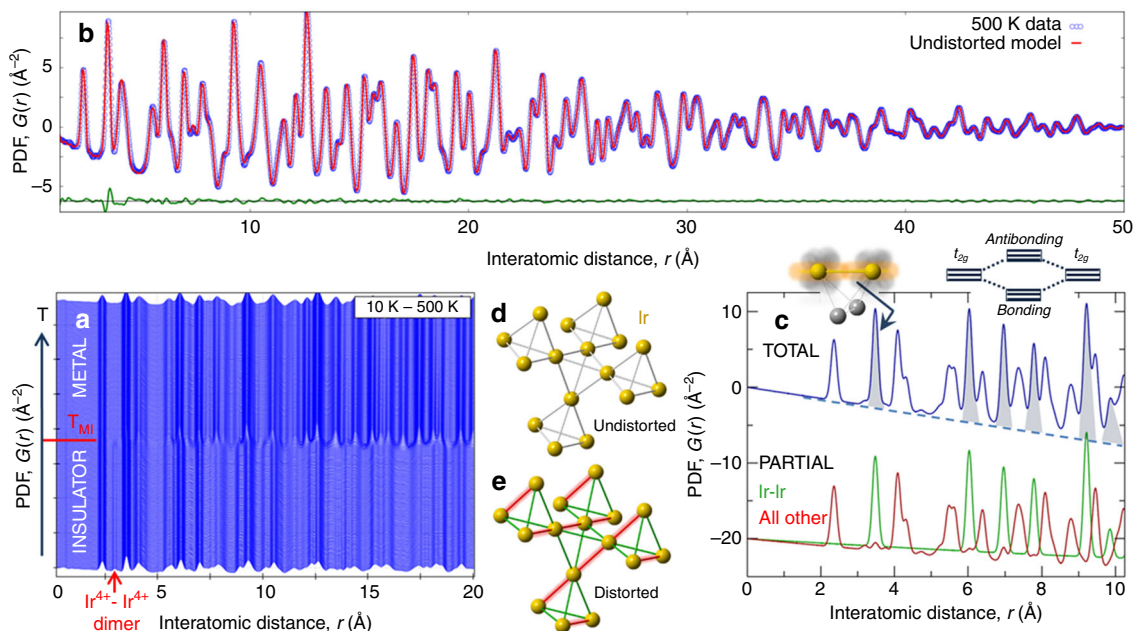 b
500 K data
Undistorted model
PDF, G(r) (Å⁻²)
5
0
−5
10
20
30
40
50
Interatomic distance, r (Å)
a
10 K – 500 K
T
METAL
T_MI
INSULATOR
PDF, G(r) (Å⁻²)
0
5
10
15
20
Ir⁴⁺- Ir⁴⁺
dimer
Interatomic distance, r (Å)
d
Ir
Undistorted
e
Distorted
t₂g
Antibonding
t₂g
Bonding
c
TOTAL
PARTIAL
Ir-Ir
All other
PDF, G(r) (Å⁻²)
10
0
−10
−20
0
2
4
6
8
10
Interatomic distance, r (Å)